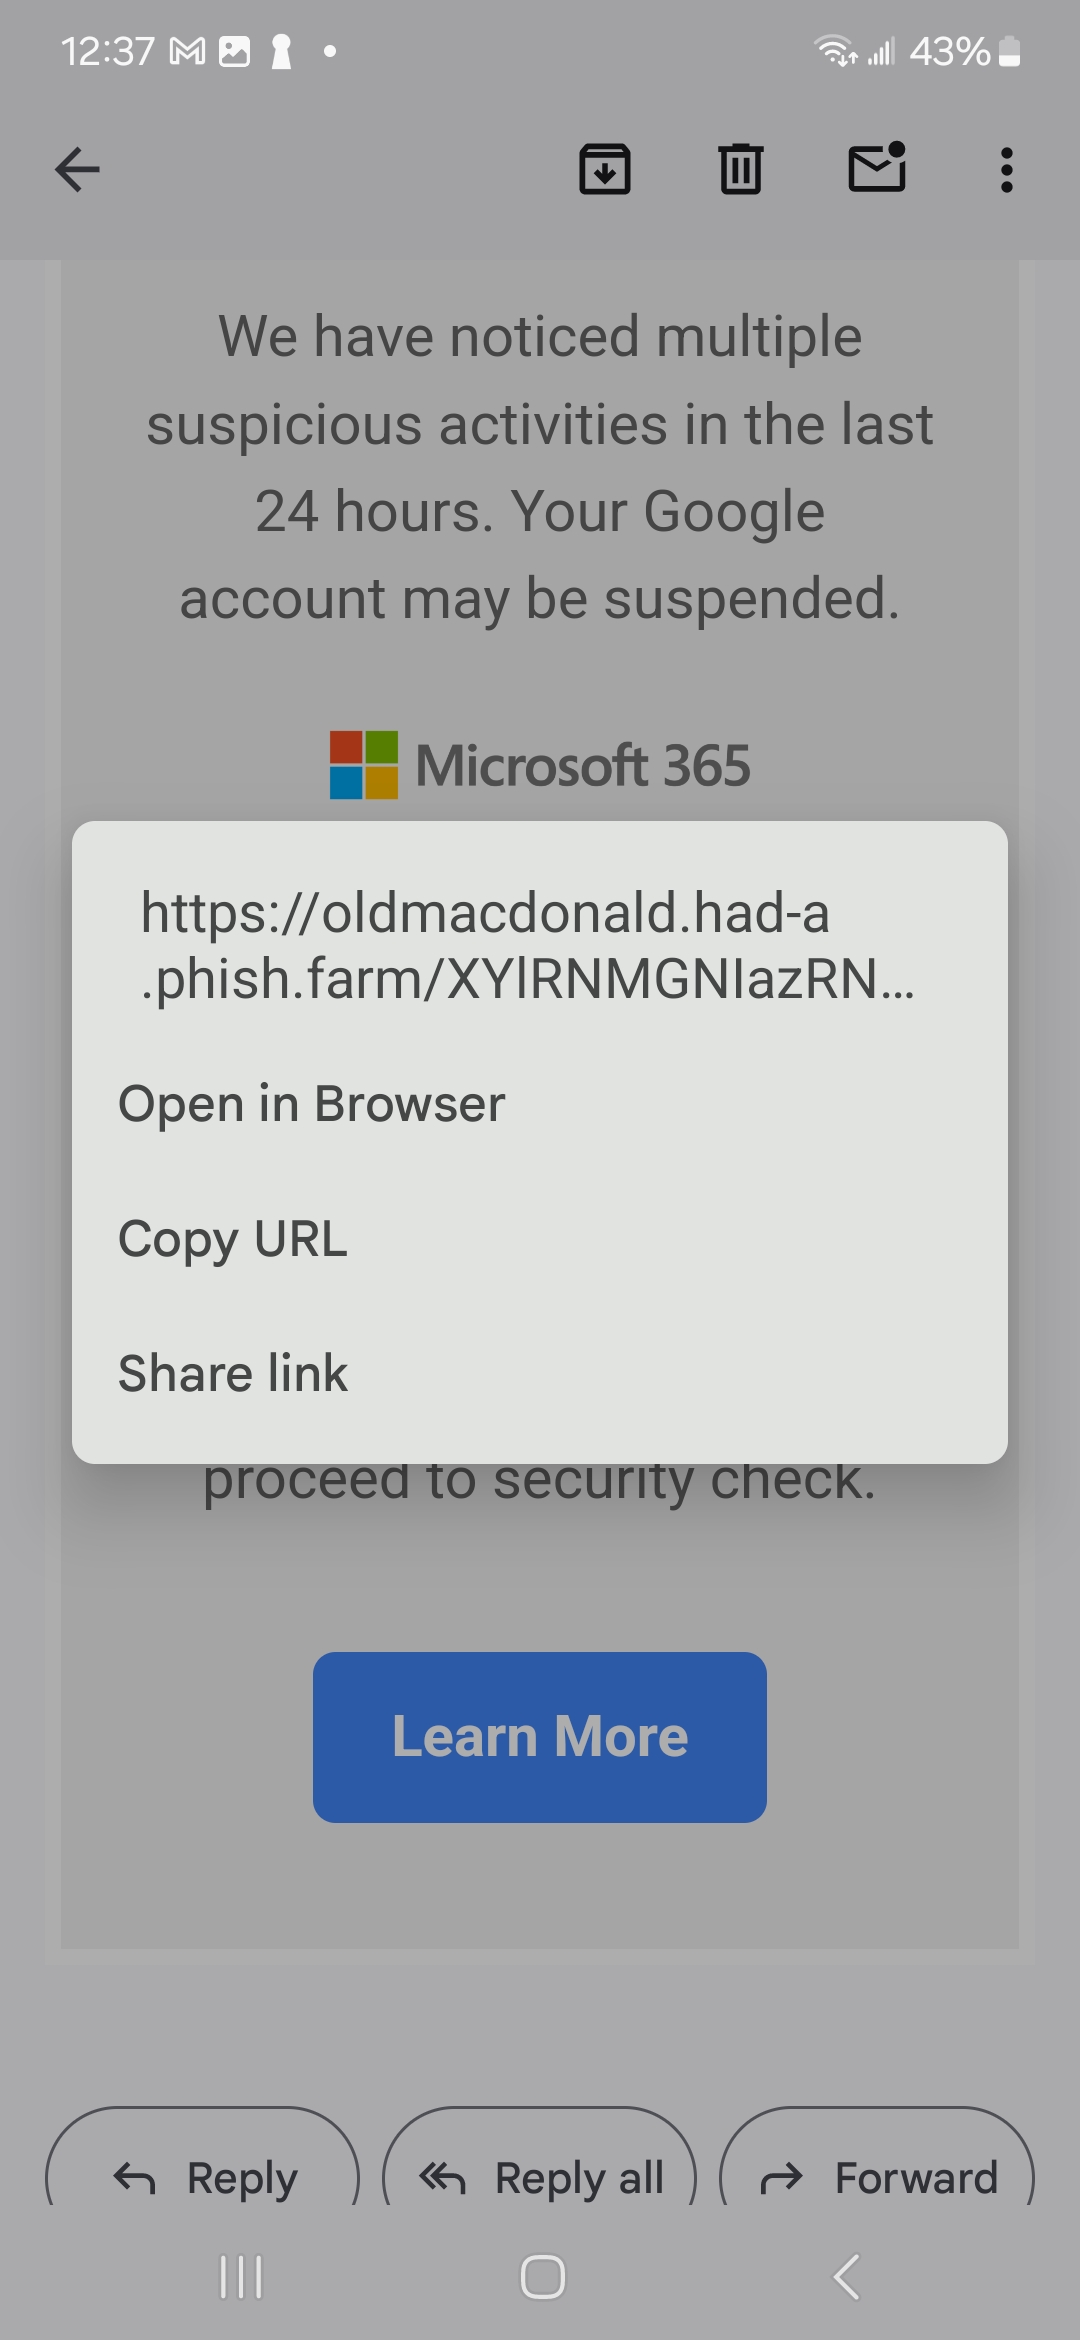 12:37
43%
We have noticed multiple
suspicious activities in the last
24 hours. Your Google
account may be suspended.
Microsoft 365
https://oldmacdonald.had-a
.phish.farm/XYlRNMGNIazRN...
Open in Browser
Copy URL
Share link
proceed to security check.
Learn More
Reply
Reply all
Forward